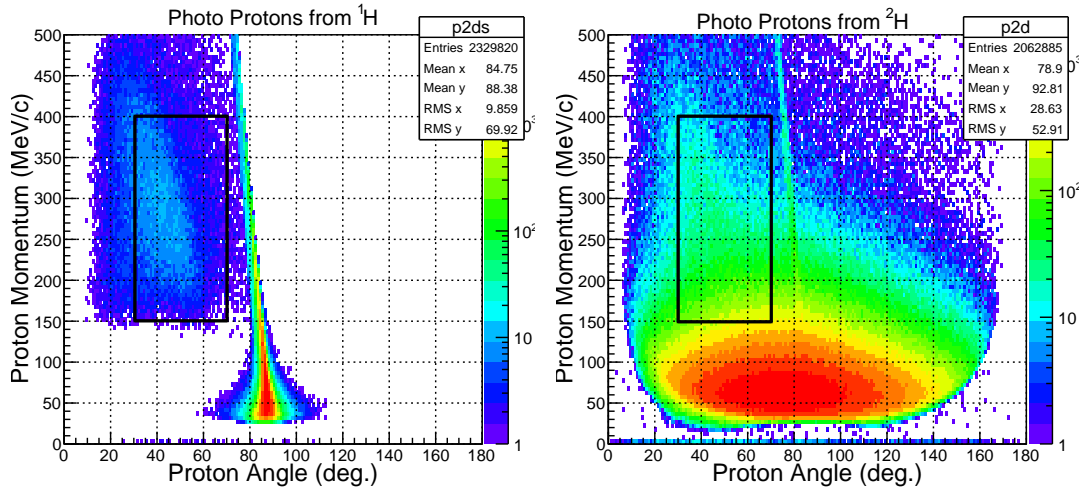 Photo Protons from ¹H
p2ds
Entries 2329820
Mean x 84.75
Mean y 88.38
RMS x 9.859
RMS y 69.92
Proton Momentum (MeV/c)
500
450
400
350
300
250
200
150
100
50
0
0 20 40 60 80 100 120 140 160 180
Proton Angle (deg.)
10²
10
1
Photo Protons from ²H
p2d
Entries 2062885
Mean x 78.9
Mean y 92.81
RMS x 28.63
RMS y 52.91
Proton Momentum (MeV/c)
500
450
400
350
300
250
200
150
100
50
0
0 20 40 60 80 100 120 140 160 180
Proton Angle (deg.)
10²
10
1